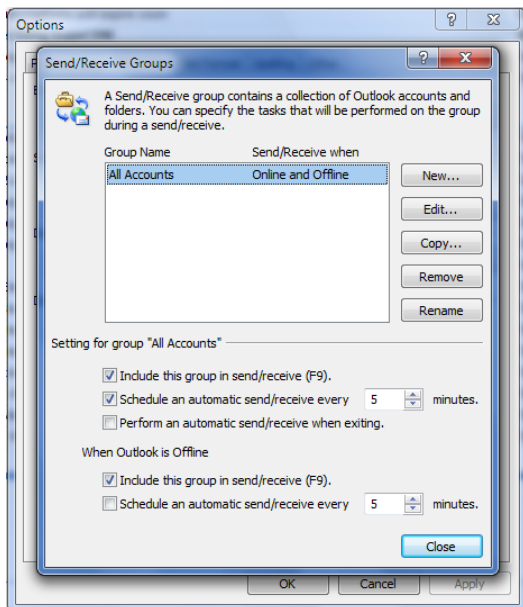 Options
Send/Receive Groups
A Send/Receive group contains a collection of Outlook accounts and
folders. You can specify the tasks that will be performed on the group
during a send/receive.
Group Name Send/Receive when
All Accounts Online and Offline
New...
Edit...
Copy...
Remove
Rename
Setting for group "All Accounts"
Include this group in send/receive (F9).
Schedule an automatic send/receive every 5 minutes.
Perform an automatic send/receive when exiting.
When Outlook is Offline
Include this group in send/receive (F9).
Schedule an automatic send/receive every 5 minutes.
Close
OK Cancel Apply